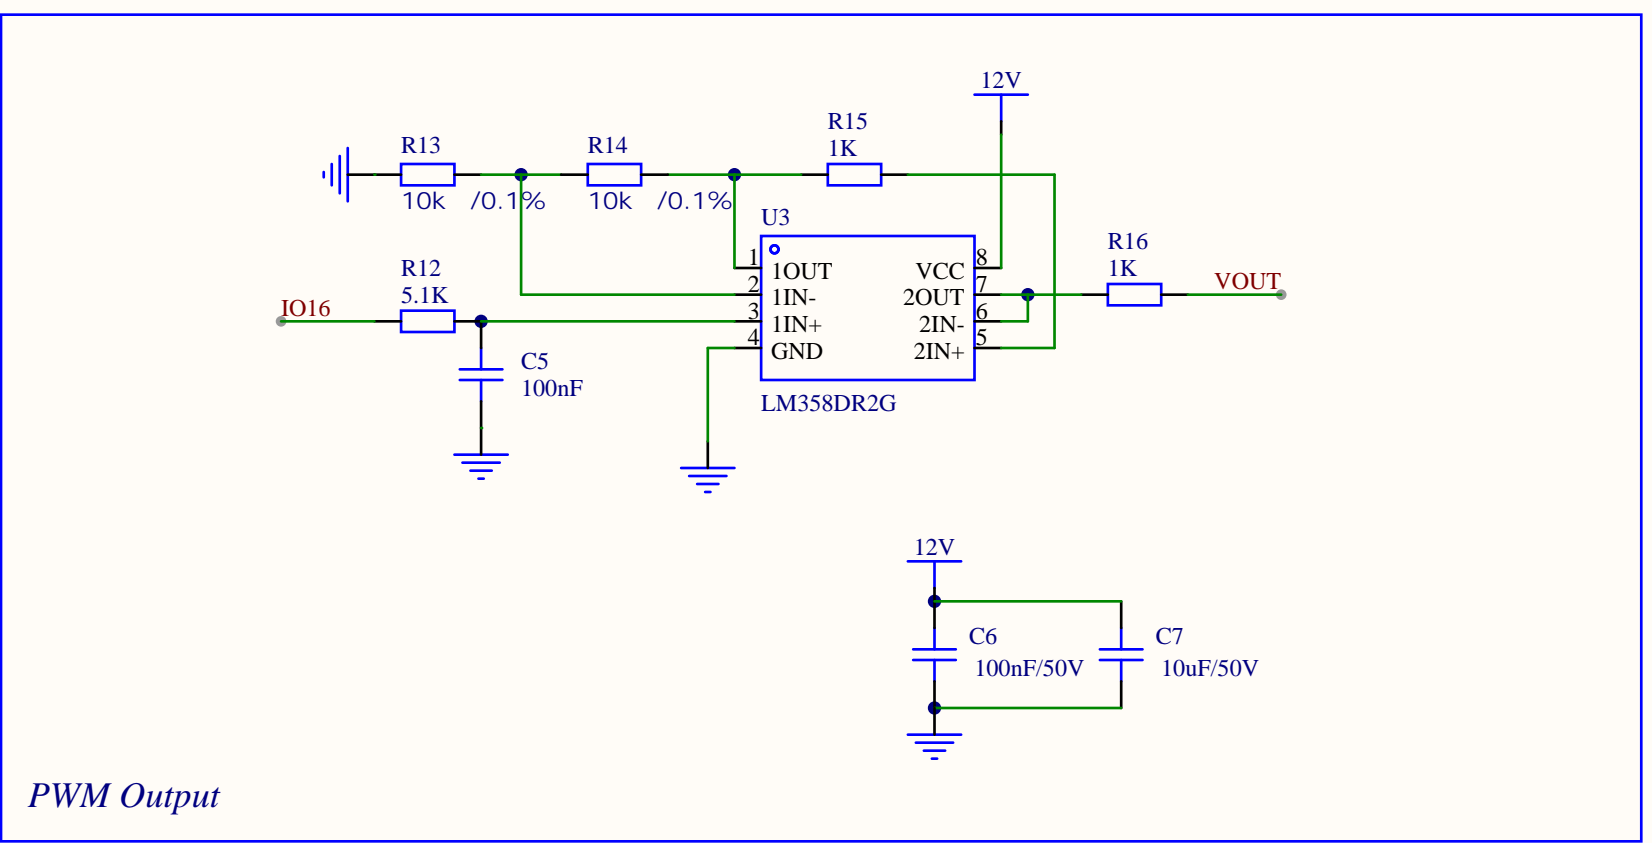 12V
R15
1K
R13
R14
10k /0.1%
10k /0.1%
U3
R16
1K
R12
5.1K
IO16
VOUT
1
2
3
4
1OUT
1IN-
1IN+
GND
VCC
2OUT
2IN-
2IN+
8
7
6
5
C5
100nF
LM358DR2G
12V
C6
100nF/50V
C7
10uF/50V
PWM Output